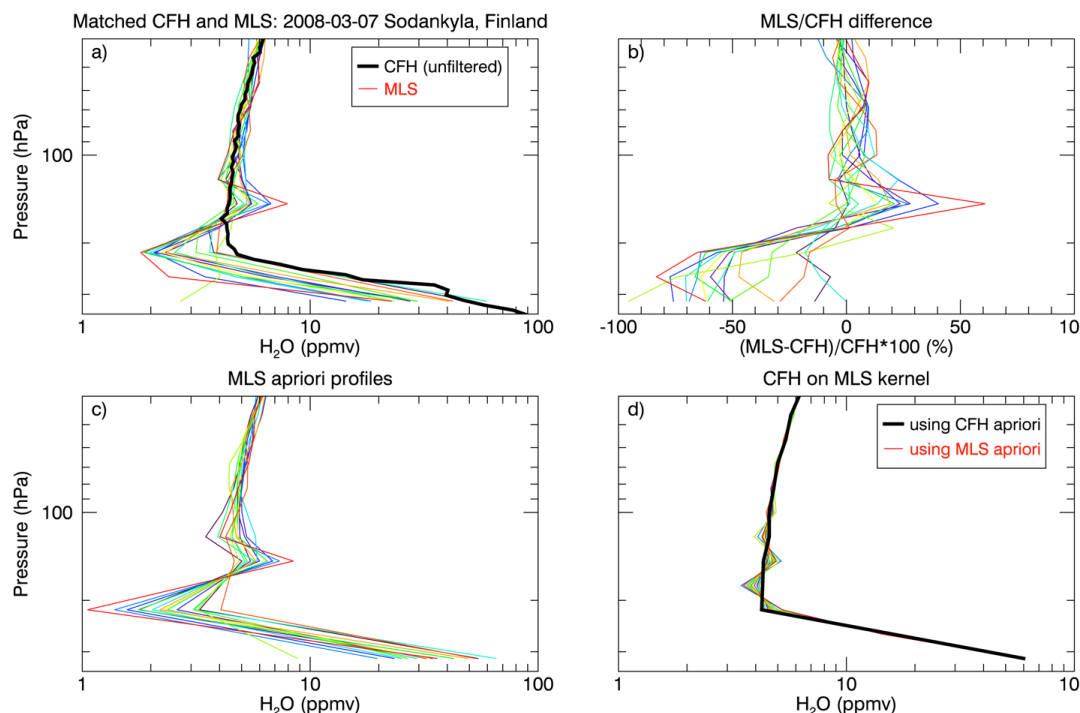 Matched CFH and MLS: 2008-03-07 Sodankyla, Finland
a)
CFH (unfiltered)
MLS
Pressure (hPa)
100
1 10 100
H₂O (ppmv)
MLS/CFH difference
b)
Pressure (hPa)
100
-100 -50 0 50 10
(MLS-CFH)/CFH*100 (%)
MLS apriori profiles
c)
Pressure (hPa)
100
1 10 100
H₂O (ppmv)
CFH on MLS kernel
d)
using CFH apriori
using MLS apriori
Pressure (hPa)
100
1 10 10
H₂O (ppmv)